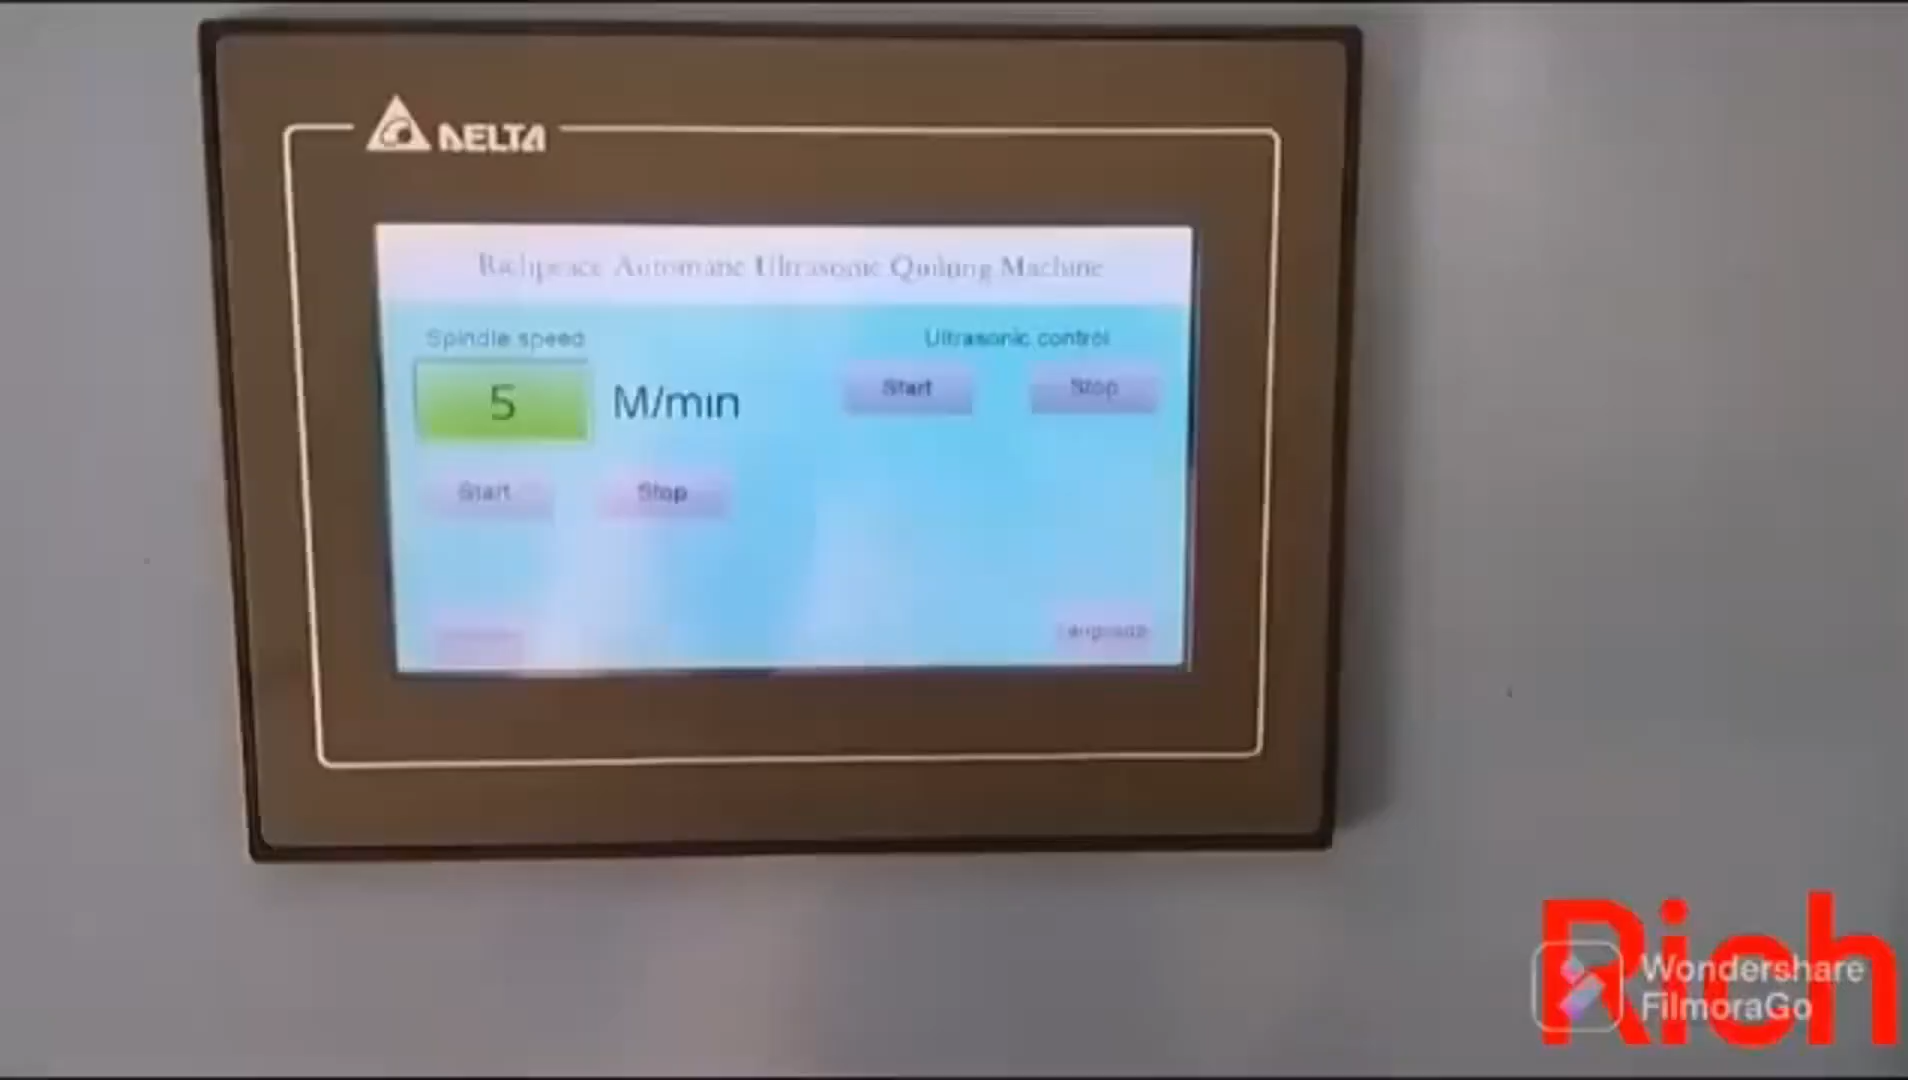 DELTA
Richpeace Automatic Ultrasonic Quilting Machine
Spindle speed
Ultrasonic control
5
M/min
Start
Stop
Start
Stop
Language
Rich
Wondershare
FilmoraGo